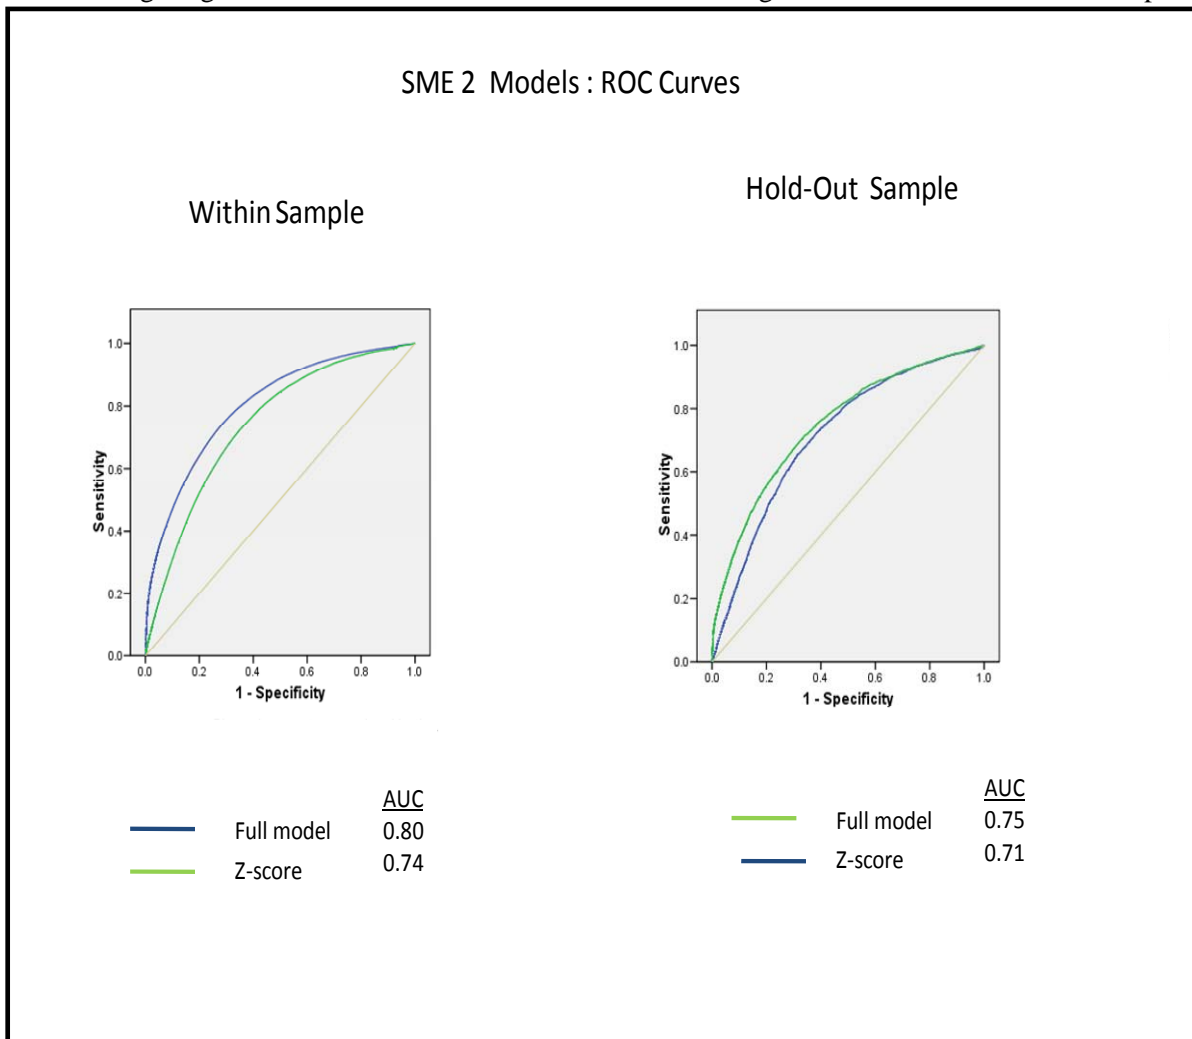 SME 2 Models : ROC Curves
Within Sample
Hold-Out Sample
1.0
0.8
0.6
0.4
0.2
0.0
Sensitivity
0.0 0.2 0.4 0.6 0.8 1.0
1 - Specificity
1.0
0.8
0.6
0.4
0.2
0.0
Sensitivity
0.0 0.2 0.4 0.6 0.8 1.0
1 - Specificity
AUC
Full model 0.80
Z-score 0.74
AUC
Full model 0.75
Z-score 0.71